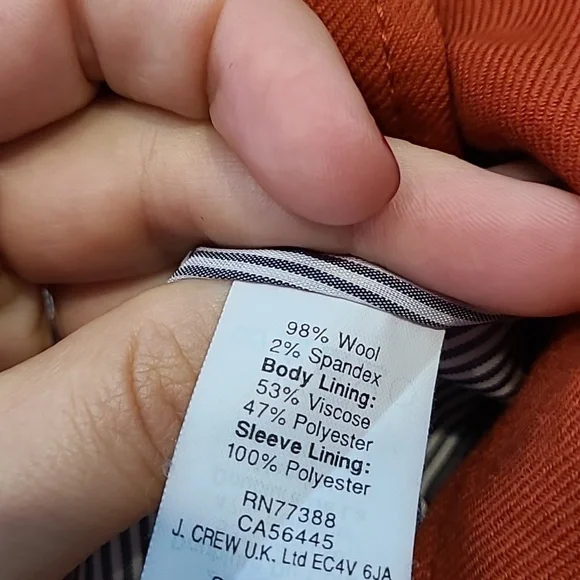 98% Wool
2% Spandex
Body Lining:
53% Viscose
47% Polyester
Sleeve Lining:
100% Polyester
RN77388
CA56445
J. CREW U.K. Ltd EC4V 6JA